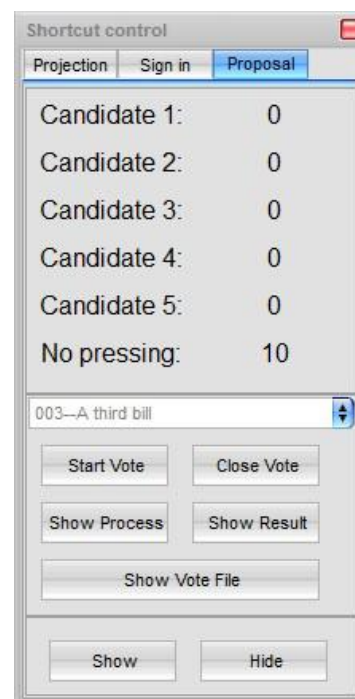 Shortcut control
Projection Sign in Proposal
Candidate 1: 0
Candidate 2: 0
Candidate 3: 0
Candidate 4: 0
Candidate 5: 0
No pressing: 10
003--A third bill
Start Vote Close Vote
Show Process Show Result
Show Vote File
Show Hide